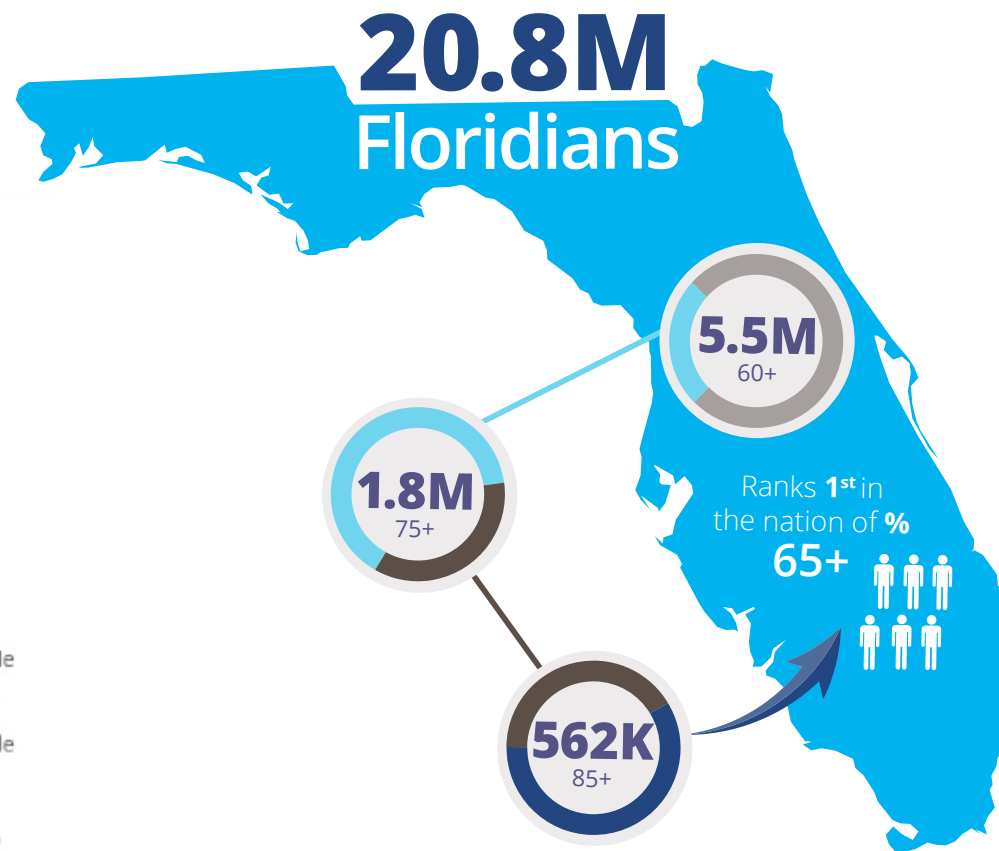 20.8M
Floridians
5.5M
60+
1.8M
75+
Ranks 1st in
the nation of %
65+
562K
85+